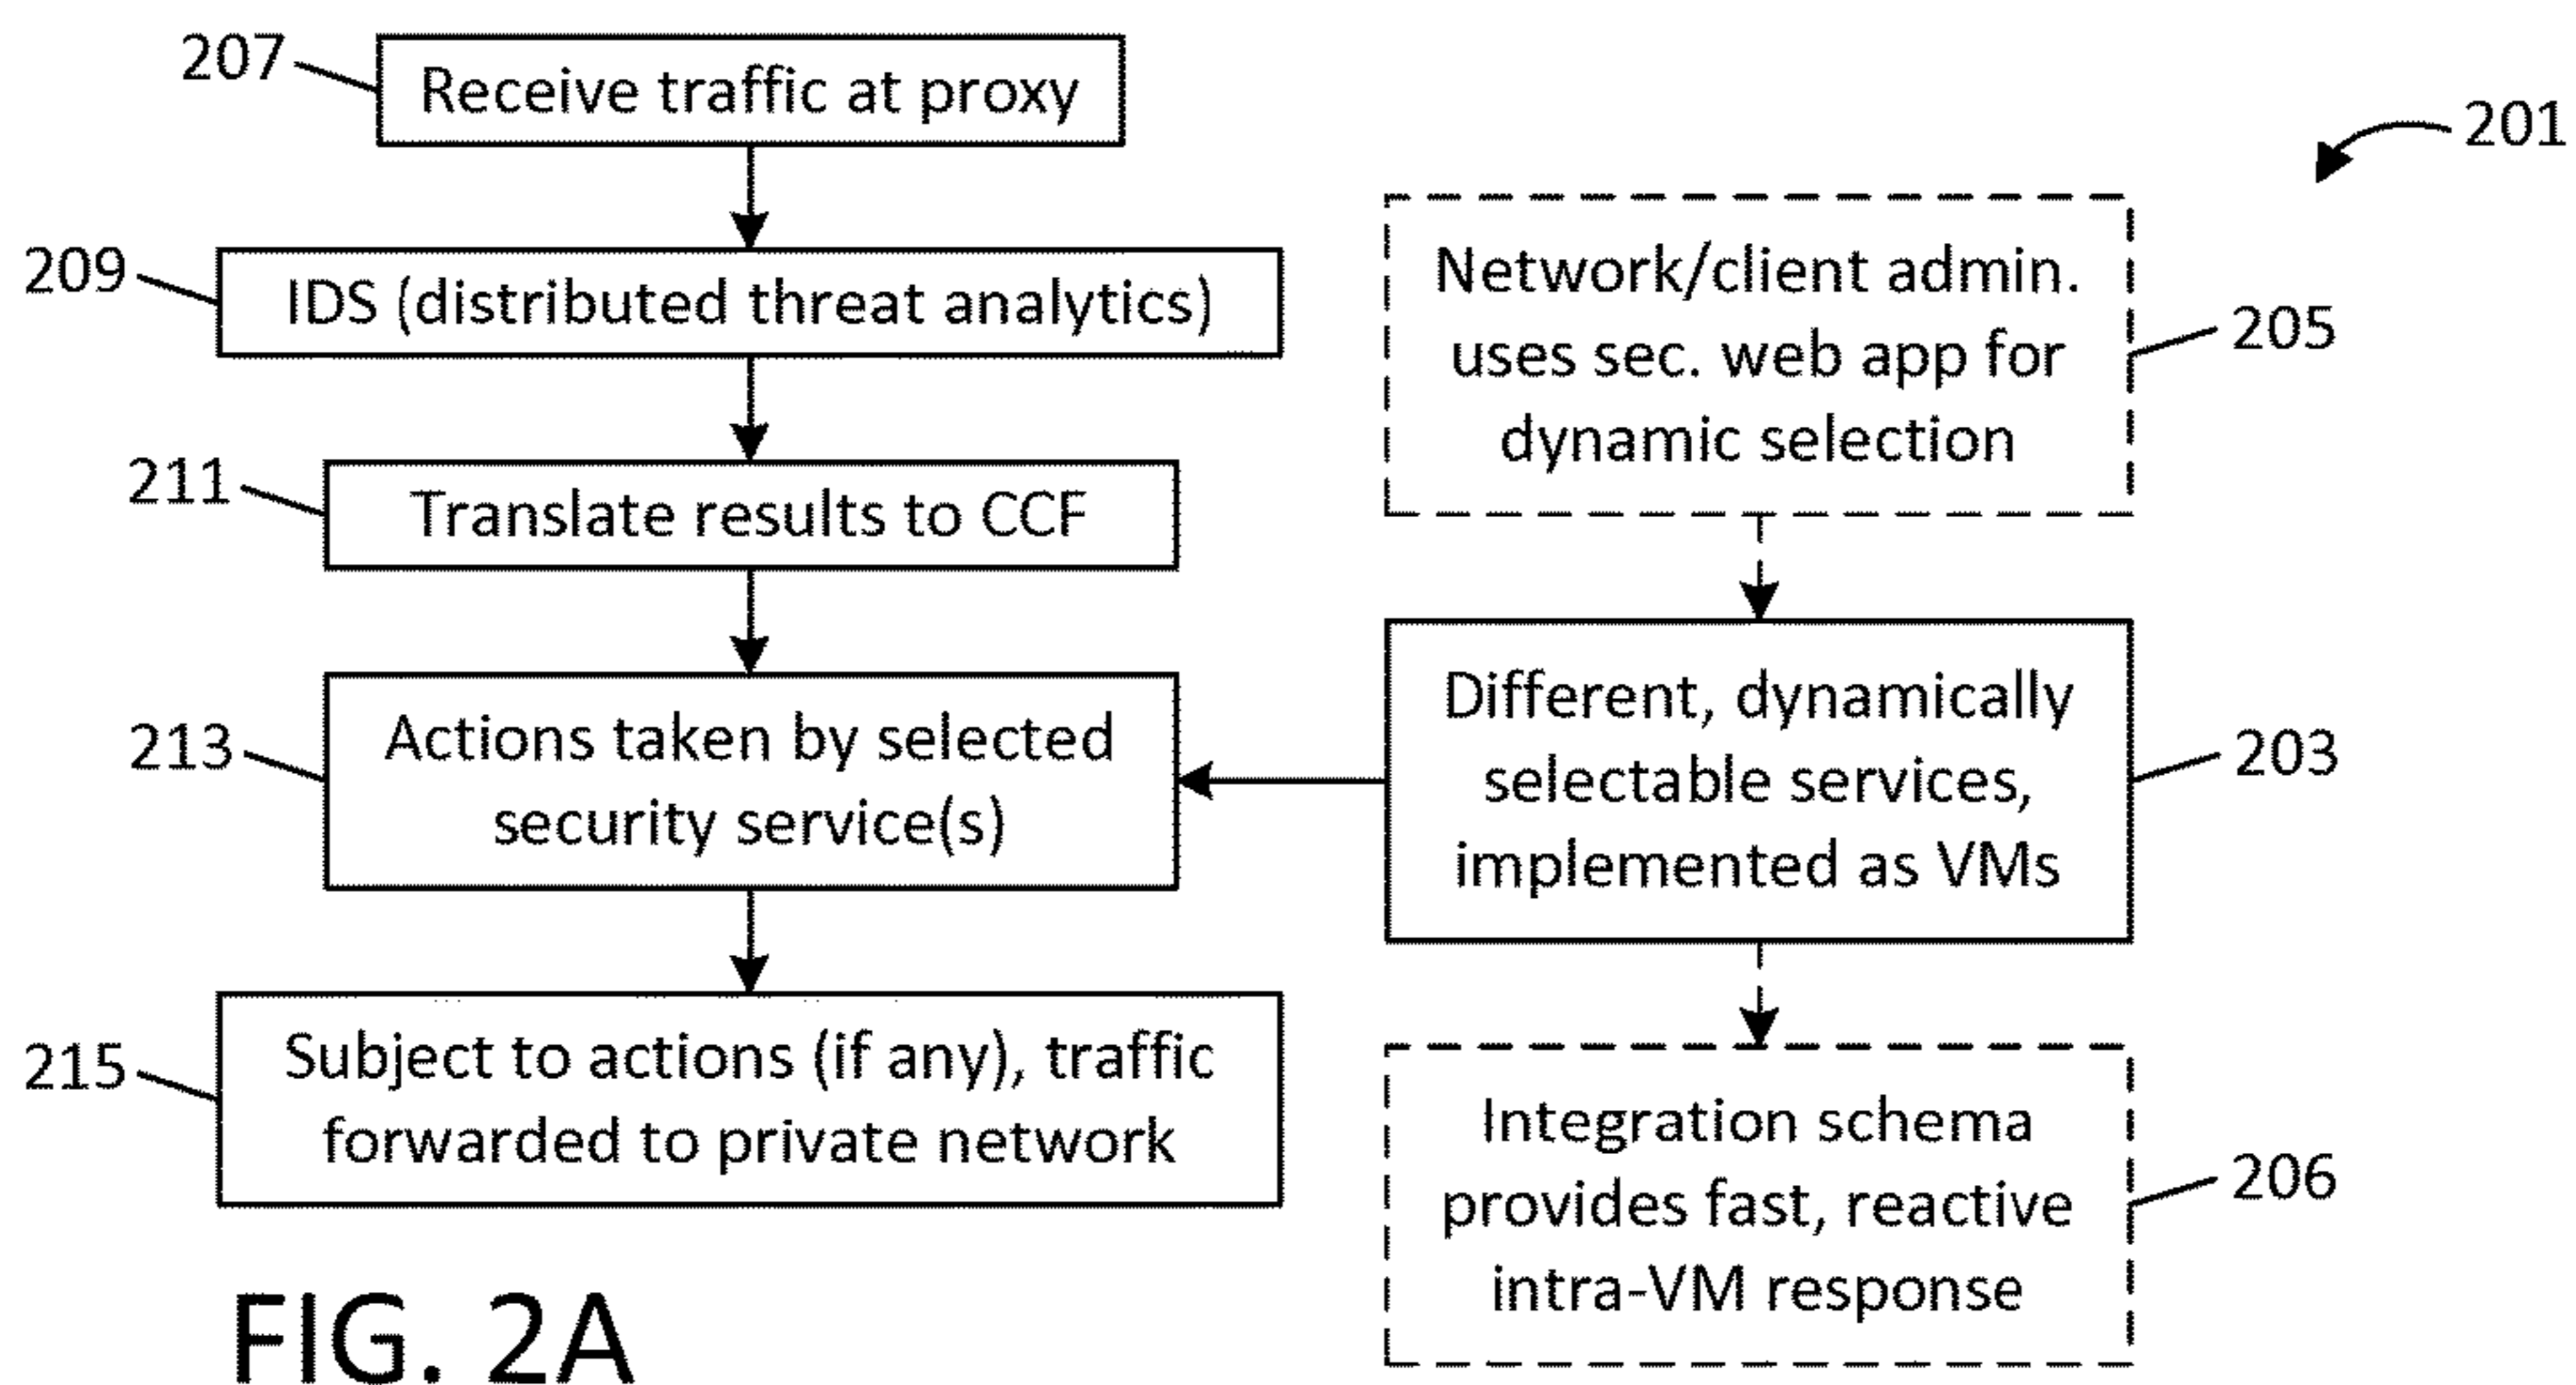 207
Receive traffic at proxy
201
209
IDS (distributed threat analytics)
Network/client admin.
uses sec. web app for
dynamic selection
205
211
Translate results to CCF
213
Actions taken by selected
security service(s)
Different, dynamically
selectable services,
implemented as VMs
203
215
Subject to actions (if any), traffic
forwarded to private network
Integration schema
provides fast, reactive
intra-VM response
206
FIG. 2A